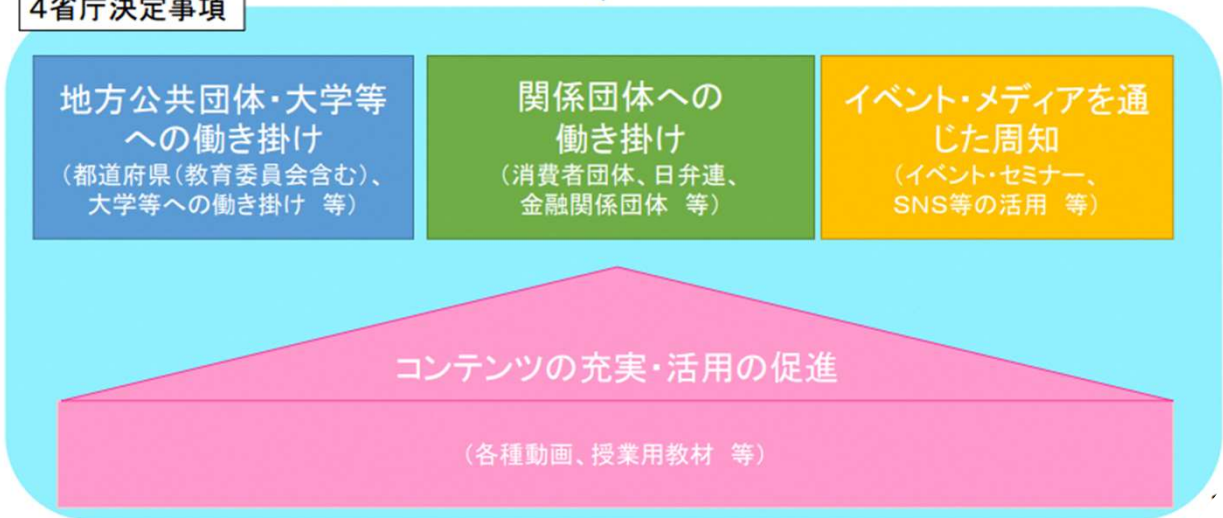 4省庁決定事項
地方公共団体・大学等
への働き掛け
（都道府県（教育委員会含む）、
大学等への働き掛け 等）
関係団体への
働き掛け
（消費者団体、日弁連、
金融関係団体 等）
イベント・メディアを通
じた周知
（イベント・セミナー、
SNS等の活用 等）
コンテンツの充実・活用の促進
（各種動画、授業用教材 等）